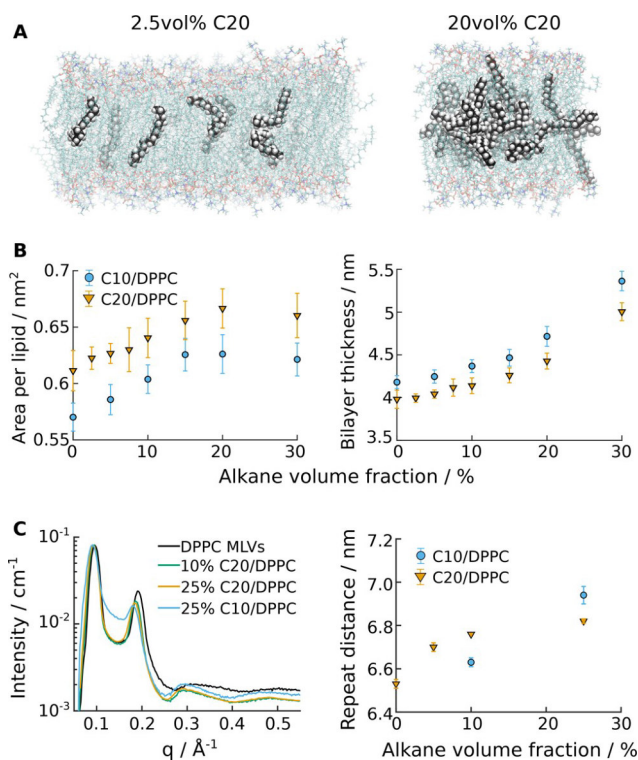 A
2.5vol% C20
20vol% C20
B
0.7
0.65
0.6
0.55
Area per lipid / nm²
C10/DPPC
C20/DPPC
0
10
20
30
5.5
5
4.5
4
3.5
Bilayer thickness / nm
0
10
20
30
Alkane volume fraction / %
C
10⁻¹
10⁻²
10⁻³
Intensity / cm⁻¹
DPPC MLVs
10% C20/DPPC
25% C20/DPPC
25% C10/DPPC
0.1
0.2
0.3
0.4
0.5
q / Å⁻¹
7.2
7.0
6.8
6.6
6.4
Repeat distance / nm
C10/DPPC
C20/DPPC
0
10
20
30
Alkane volume fraction / %